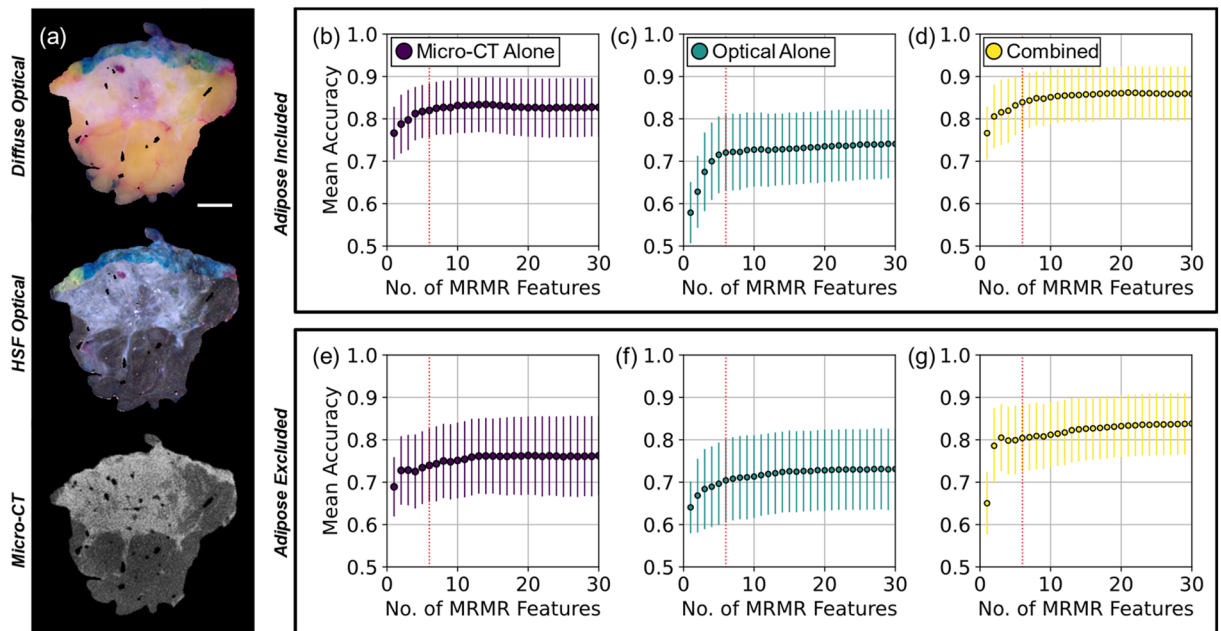 (a)
Diffuse Optical
HSF Optical
Micro-CT
Adipose Included
(b)
Micro-CT Alone
Mean Accuracy
1.0
0.9
0.8
0.7
0.6
0.5
0
10
20
30
No. of MRMR Features
(c)
Optical Alone
1.0
0.9
0.8
0.7
0.6
0.5
0
10
20
30
No. of MRMR Features
(d)
Combined
1.0
0.9
0.8
0.7
0.6
0.5
0
10
20
30
No. of MRMR Features
Adipose Excluded
(e)
Mean Accuracy
1.0
0.9
0.8
0.7
0.6
0.5
0
10
20
30
No. of MRMR Features
(f)
1.0
0.9
0.8
0.7
0.6
0.5
0
10
20
30
No. of MRMR Features
(g)
1.0
0.9
0.8
0.7
0.6
0.5
0
10
20
30
No. of MRMR Features